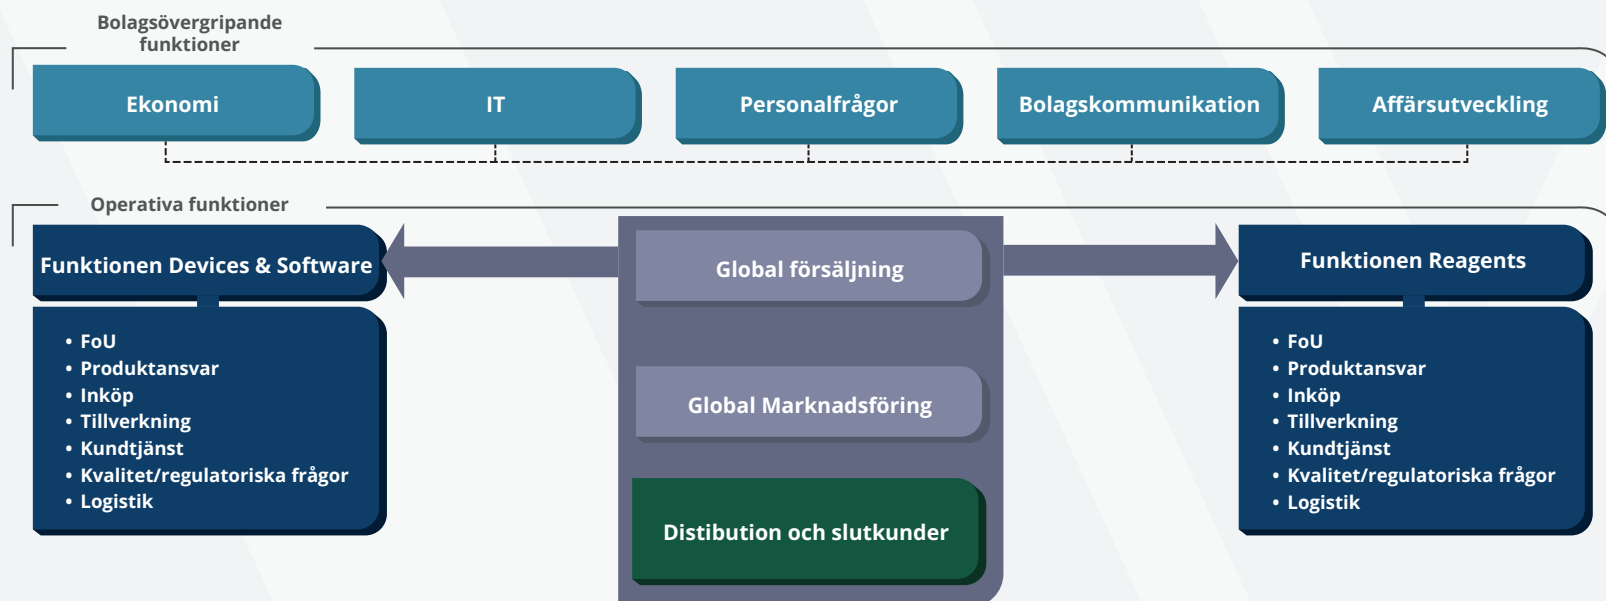 Bolagsövergripande
funktioner
Ekonomi
IT
Personalfrågor
Bolagskommunikation
Affärsutveckling
Operativa funktioner
Funktionen Devices & Software
• FoU
• Produktansvar
• Inköp
• Tillverkning
• Kundtjänst
• Kvalitet/regulatoriska frågor
• Logistik
Global försäljning
Global Marknadsföring
Distibution och slutkunder
Funktionen Reagents
• FoU
• Produktansvar
• Inköp
• Tillverkning
• Kundtjänst
• Kvalitet/regulatoriska frågor
• Logistik